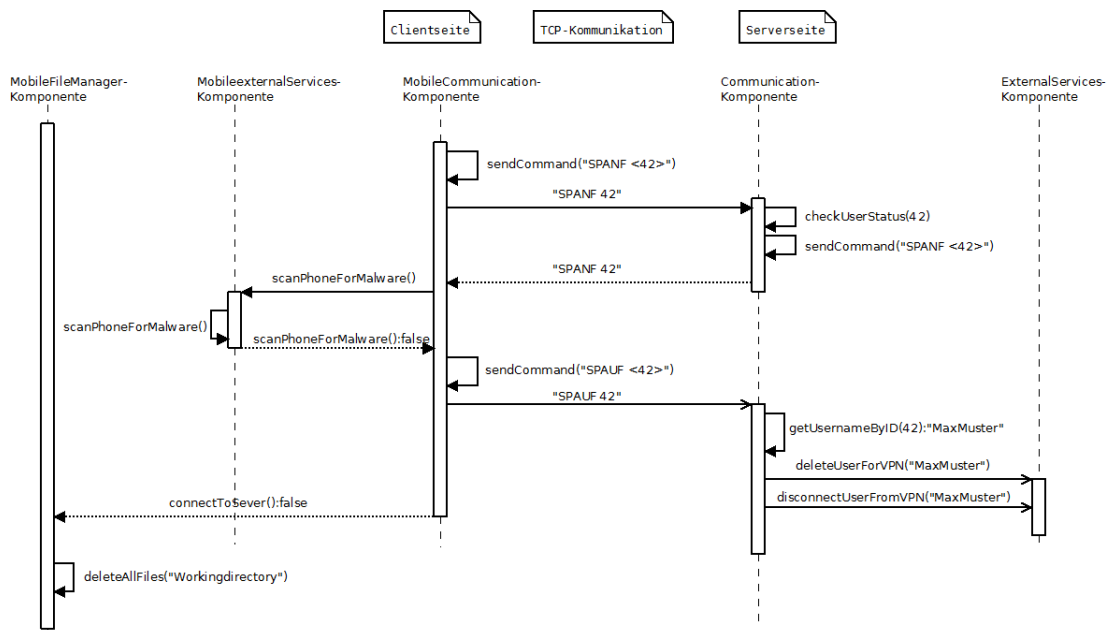 Clientseite
TCP-Kommunikation
Serverseite
MobileFileManager-
Komponente
MobileexternalServices-
Komponente
MobileCommunication-
Komponente
Communication-
Komponente
ExternalServices-
Komponente
sendCommand("SPANF <42>")
"SPANF 42"
checkUserStatus(42)
sendCommand("SPANF <42>")
"SPANF 42"
scanPhoneForMalware()
scanPhoneForMalware()
scanPhoneForMalware():false
sendCommand("SPAUF <42>")
"SPAUF 42"
getUsernameByID(42):"MaxMuster"
deleteUserForVPN("MaxMuster")
disconnectUserFromVPN("MaxMuster")
connectToSever():false
deleteAllFiles("Workingdirectory")